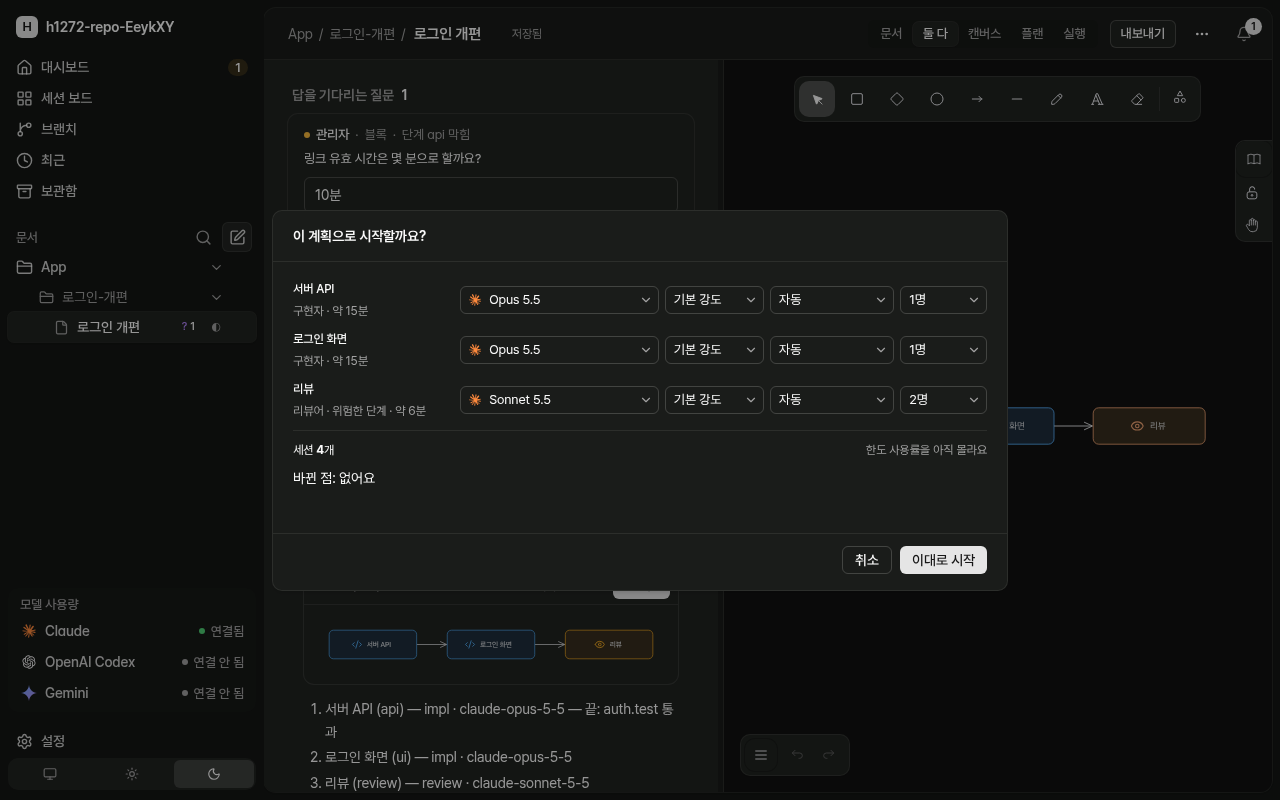 H h1272-repo-EeykXY
대시보드 1
세션 보드
브랜치
최근
보관함
문서
App
로그인-개편
로그인 개편 ? 1
모델 사용량
Claude 연결됨
OpenAI Codex 연결 안 됨
Gemini 연결 안 됨
설정
App / 로그인-개편 / 로그인 개편 저장됨
문서 둘 다 캔버스 플랜 실행 내보내기 1
답을 기다리는 질문 1
관리자 · 블록 · 단계 api 막힘
링크 유효 시간은 몇 분으로 할까요?
10분
이 계획으로 시작할까요?
서버 API
구현자 · 약 15분
Opus 5.5 기본 강도 자동 1명
로그인 화면
구현자 · 약 15분
Opus 5.5 기본 강도 자동 1명
리뷰
리뷰어 · 위험한 단계 · 약 6분
Sonnet 5.5 기본 강도 자동 2명
세션 4개 한도 사용률을 아직 몰라요
바뀐 점: 없어요
취소 이대로 시작
화면 리뷰
서버 API 로그인 화면 리뷰
1. 서버 API (api) — impl · claude-opus-5-5 — 끝: auth.test 통
과
2. 로그인 화면 (ui) — impl · claude-opus-5-5
3. 리뷰 (review) — review · claude-sonnet-5-5